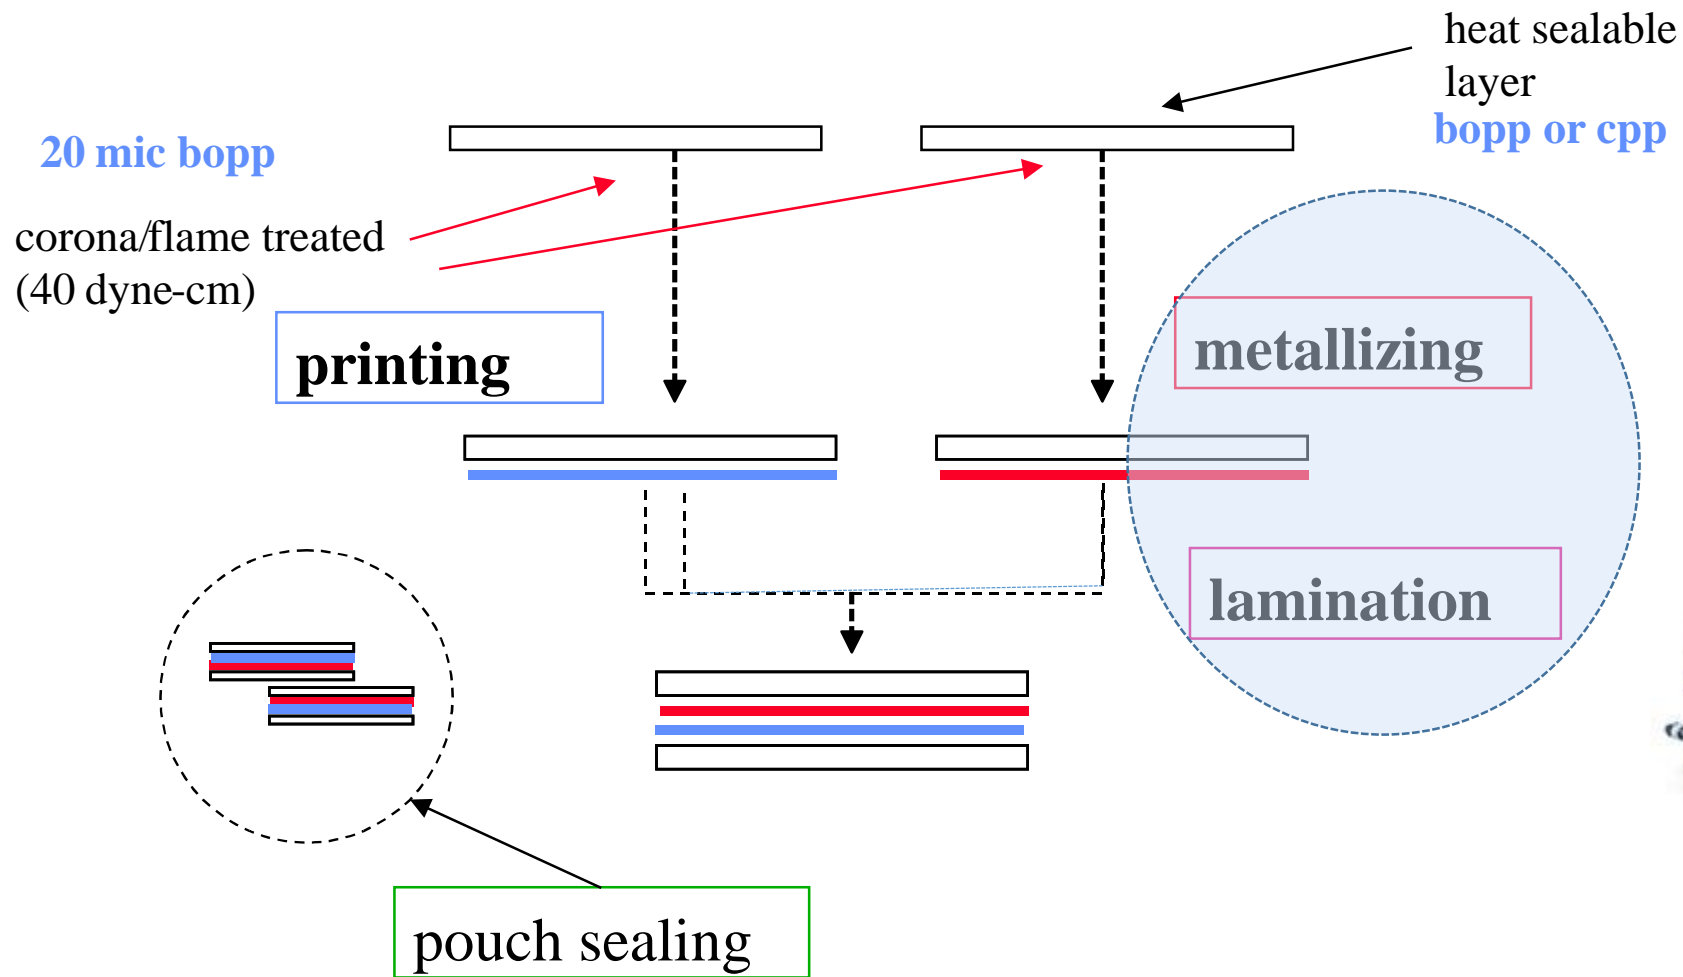 heat sealable
layer
bopp or cpp
20 mic bopp
corona/flame treated
(40 dyne-cm)
printing
metallizing
lamination
pouch sealing